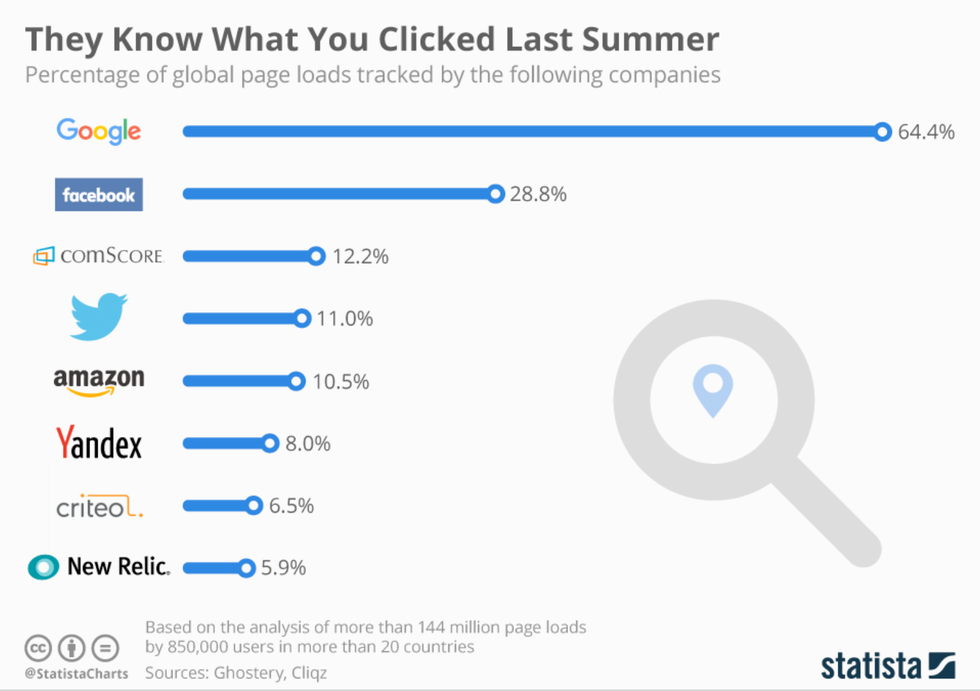 They Know What You Clicked Last Summer
Percentage of global page loads tracked by the following companies
Google 64.4%
facebook 28.8%
comScore 12.2%
11.0%
amazon 10.5%
Yandex 8.0%
criteo 6.5%
New Relic. 5.9%
Based on the analysis of more than 144 million page loads
by 850,000 users in more than 20 countries
cc
@StatistaCharts Sources: Ghostery, Cliqz
statista